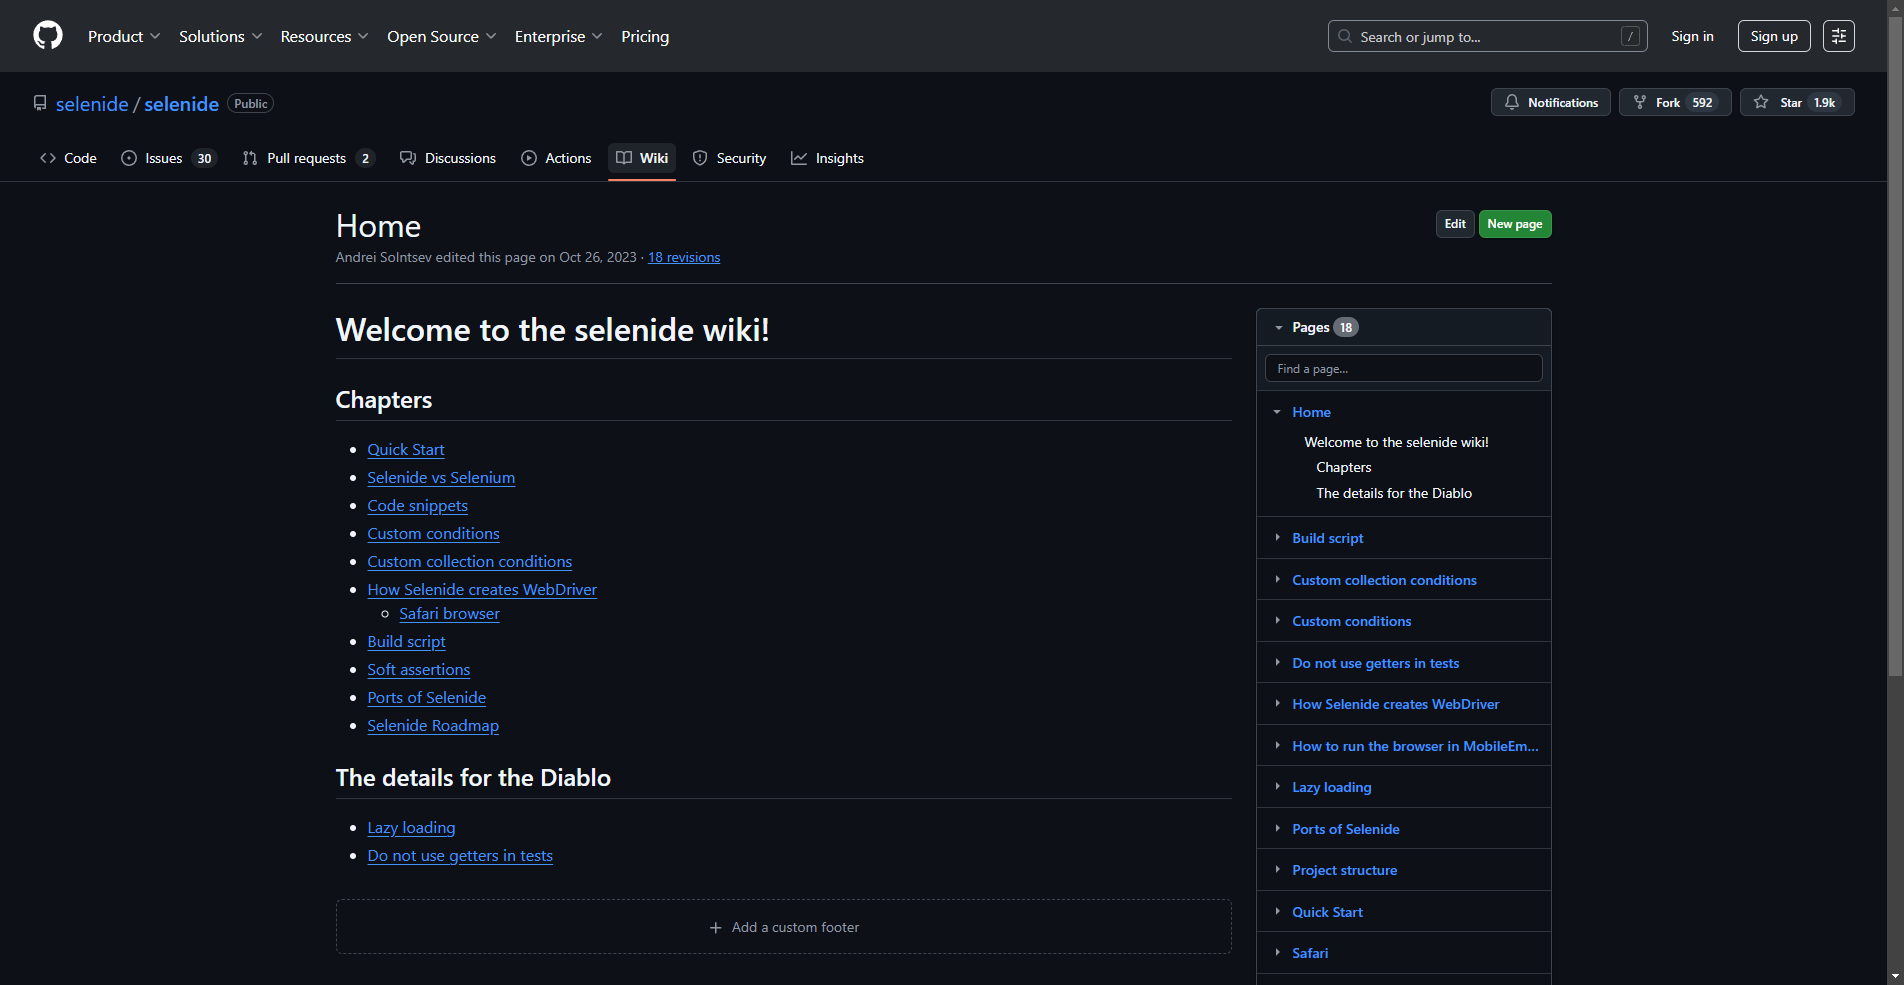 Product Solutions Resources Open Source Enterprise Pricing Search or jump to... / Sign in Sign up
selenide / selenide Public Notifications Fork 592 Star 1.9k
Code Issues 30 Pull requests 2 Discussions Actions Wiki Security Insights
Home
Edit New page
Andrei Solntsev edited this page on Oct 26, 2023 · 18 revisions
Welcome to the selenide wiki!
Chapters
Quick Start
Selenide vs Selenium
Code snippets
Custom conditions
Custom collection conditions
How Selenide creates WebDriver
Safari browser
Build script
Soft assertions
Ports of Selenide
Selenide Roadmap
The details for the Diablo
Lazy loading
Do not use getters in tests
Add a custom footer
Pages 18
Find a page...
Home
Welcome to the selenide wiki!
Chapters
The details for the Diablo
Build script
Custom collection conditions
Custom conditions
Do not use getters in tests
How Selenide creates WebDriver
How to run the browser in MobileEm...
Lazy loading
Ports of Selenide
Project structure
Quick Start
Safari